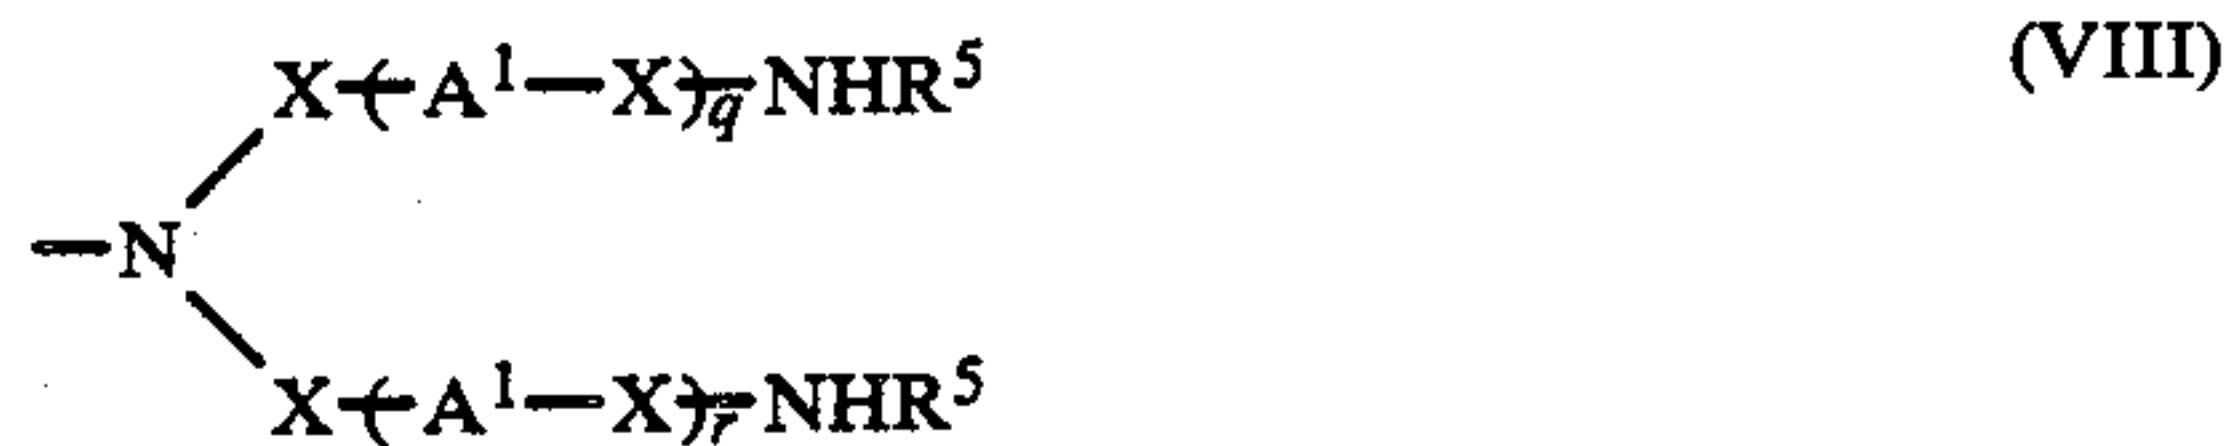 (VIII)
X-(-A¹—X-)-q-NHR⁵
—N
X-(-A¹—X-)-r-NHR⁵